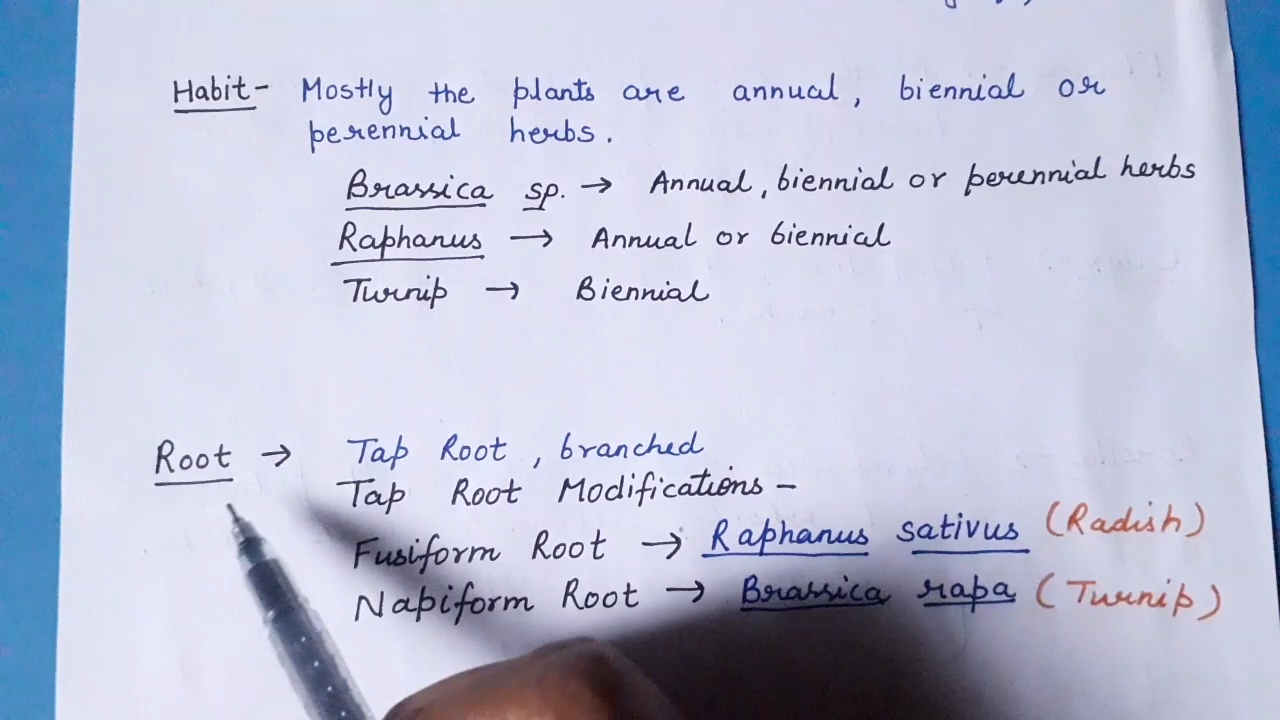 Habit- Mostly the plants are annual, biennial or
perennial herbs.
Brassica sp. → Annual, biennial or perennial herbs
Raphanus → Annual or biennial
Turnip → Biennial
Root → Tap Root, branched
Tap Root Modifications -
Fusiform Root → Raphanus sativus (Radish)
Napiform Root → Brassica rapa (Turnip)